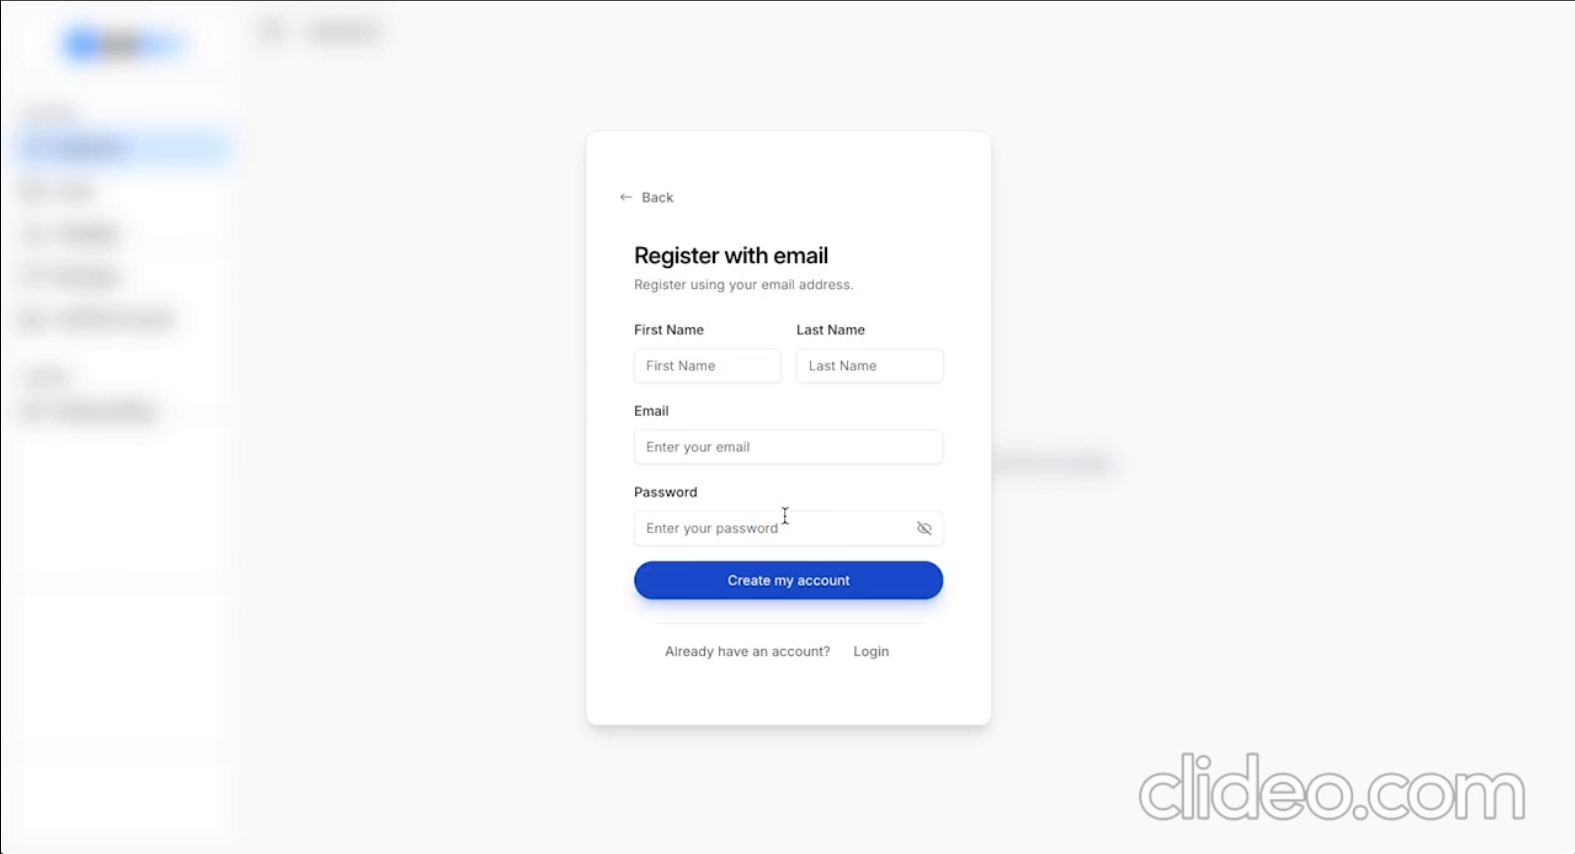 ← Back
Register with email
Register using your email address.
First Name Last Name
First Name Last Name
Email
Enter your email
Password
Enter your password
Create my account
Already have an account? Login
clideo.com